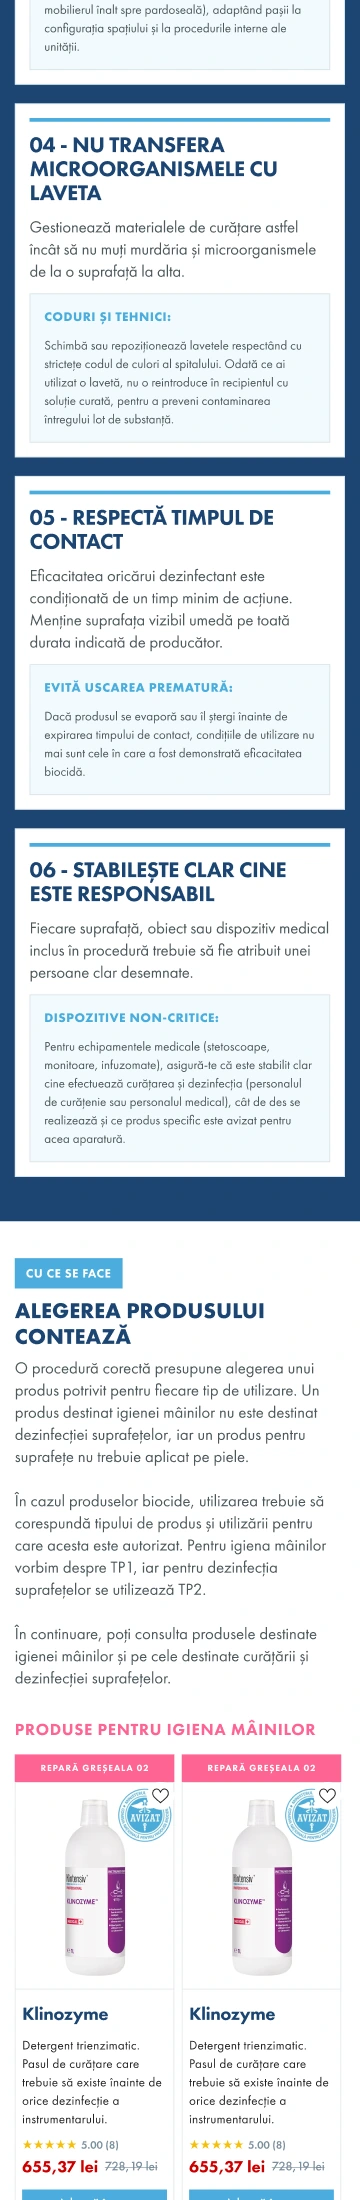 mobilierul înalt spre pardoseală), adaptând pașii la
configurația spațiului și la procedurile interne ale
unității.
04 - NU TRANSFERA
MICROORGANISMELE CU
LAVETA
Gestionează materialele de curățare astfel
încât să nu muți murdăria și microorganismele
de la o suprafață la alta.
CODURI ȘI TEHNICI:
Schimbă sau repoziționează lavetele respectând cu
strictețe codul de culori al spitalului. Odată ce ai
utilizat o lavetă, nu o reintroduce în recipientul cu
soluție curată, pentru a preveni contaminarea
întregului lot de substanță.
05 - RESPECTĂ TIMPUL DE
CONTACT
Eficacitatea oricărui dezinfectant este
condiționată de un timp minim de acțiune.
Menține suprafața vizibil umedă pe toată
durata indicată de producător.
EVITĂ USCAREA PREMATURĂ:
Dacă produsul se evaporă sau îl ștergi înainte de
expirarea timpului de contact, condițiile de utilizare nu
mai sunt cele în care a fost demonstrată eficacitatea
biocidă.
06 - STABILEȘTE CLAR CINE
ESTE RESPONSABIL
Fiecare suprafață, obiect sau dispozitiv medical
inclus în procedură trebuie să fie atribuit unei
persoane clar desemnate.
DISPOZITIVE NON-CRITICE:
Pentru echipamentele medicale (stetoscoape,
monitoare, infuzomate), asigură-te că este stabilit clar
cine efectuează curățarea și dezinfecția (personalul
de curățenie sau personalul medical), cât de des se
realizează și ce produs specific este avizat pentru
acea aparatură.
CU CE SE FACE
ALEGEREA PRODUSULUI
CONTEAZĂ
O procedură corectă presupune alegerea unui
produs potrivit pentru fiecare tip de utilizare. Un
produs destinat igienei mâinilor nu este destinat
dezinfecției suprafețelor, iar un produs pentru
suprafețe nu trebuie aplicat pe piele.
În cazul produselor biocide, utilizarea trebuie să
corespundă tipului de produs și utilizării pentru
care acesta este autorizat. Pentru igiena mâinilor
vorbim despre TP1, iar pentru dezinfecția
suprafețelor se utilizează TP2.
În continuare, poți consulta produsele destinate
igienei mâinilor și pe cele destinate curățării și
dezinfecției suprafețelor.
PRODUSE PENTRU IGIENA MÂINILOR
REPARĂ GREȘEALA 02 REPARĂ GREȘEALA 02
AVIZAT AVIZAT
KLINOZYME KLINOZYME
Klinozyme Klinozyme
Detergent trienzimatic. Detergent trienzimatic.
Pasul de curățare care Pasul de curățare care
trebuie să existe înainte de trebuie să existe înainte de
orice dezinfecție a orice dezinfecție a
instrumentarului. instrumentarului.
★★★★★ 5.00 (8) ★★★★★ 5.00 (8)
655,37 lei 728,19 lei 655,37 lei 728,19 lei